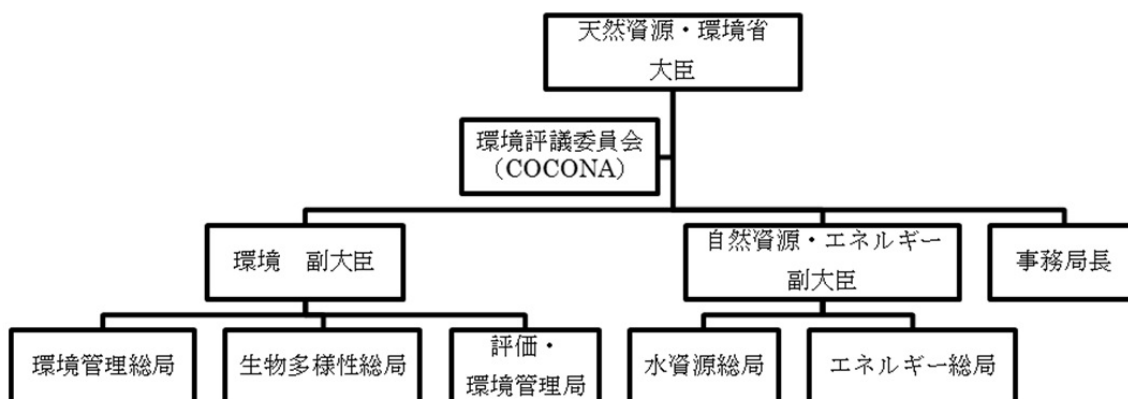 天然資源・環境省
大臣
環境評議委員会
（COCONA）
環境　副大臣
自然資源・エネルギー
副大臣
事務局長
環境管理総局
生物多様性総局
評価・
環境管理局
水資源総局
エネルギー総局